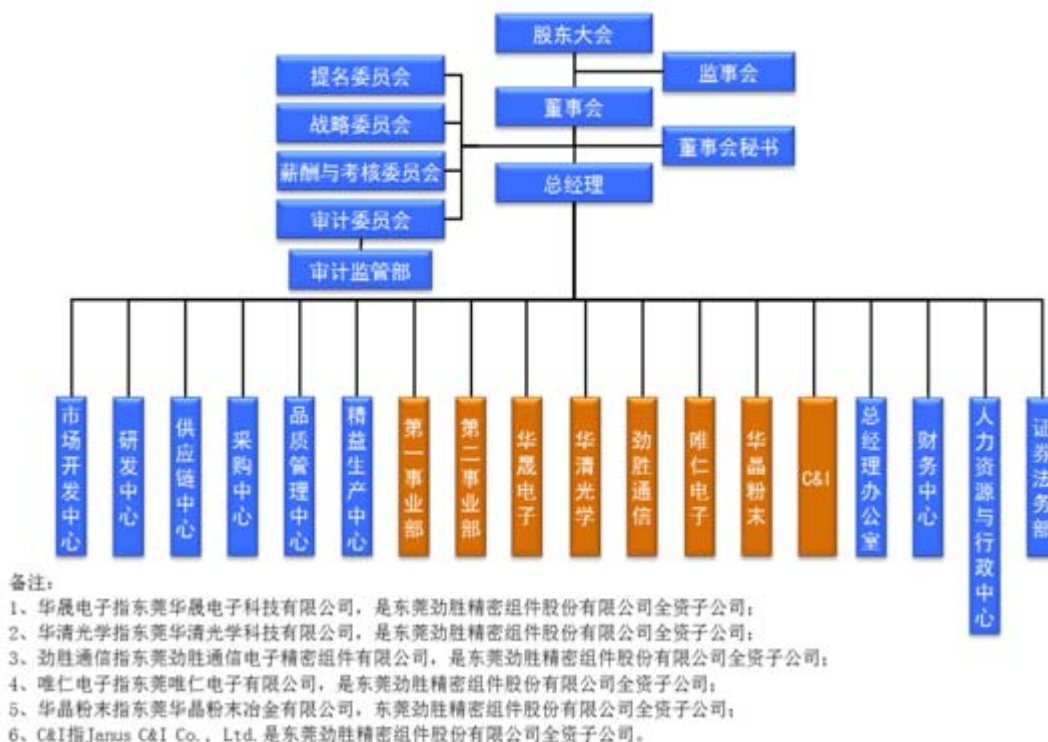 股东大会
监事会
提名委员会
董事会
战略委员会
董事会秘书
薪酬与考核委员会
总经理
审计委员会
审计监管部
市场开发中心
研发中心
供应链中心
采购中心
品质管理中心
精益生产中心
第一事业部
第二事业部
华晟电子
华清光学
劲胜通信
唯仁电子
华晶粉末
C&I
总经理办公室
财务中心
人力资源与行政中心
证券法务部
备注：
1、华晟电子指东莞华晟电子科技有限公司，是东莞劲胜精密组件股份有限公司全资子公司；
2、华清光学指东莞华清光学科技有限公司，是东莞劲胜精密组件股份有限公司全资子公司；
3、劲胜通信指东莞劲胜通信电子精密组件有限公司，是东莞劲胜精密组件股份有限公司全资子公司；
4、唯仁电子指东莞唯仁电子有限公司，是东莞劲胜精密组件股份有限公司全资子公司；
5、华晶粉末指东莞华晶粉末冶金有限公司，东莞劲胜精密组件股份有限公司全资子公司；
6、C&I指Janus C&I Co., Ltd.是东莞劲胜精密组件股份有限公司全资子公司。